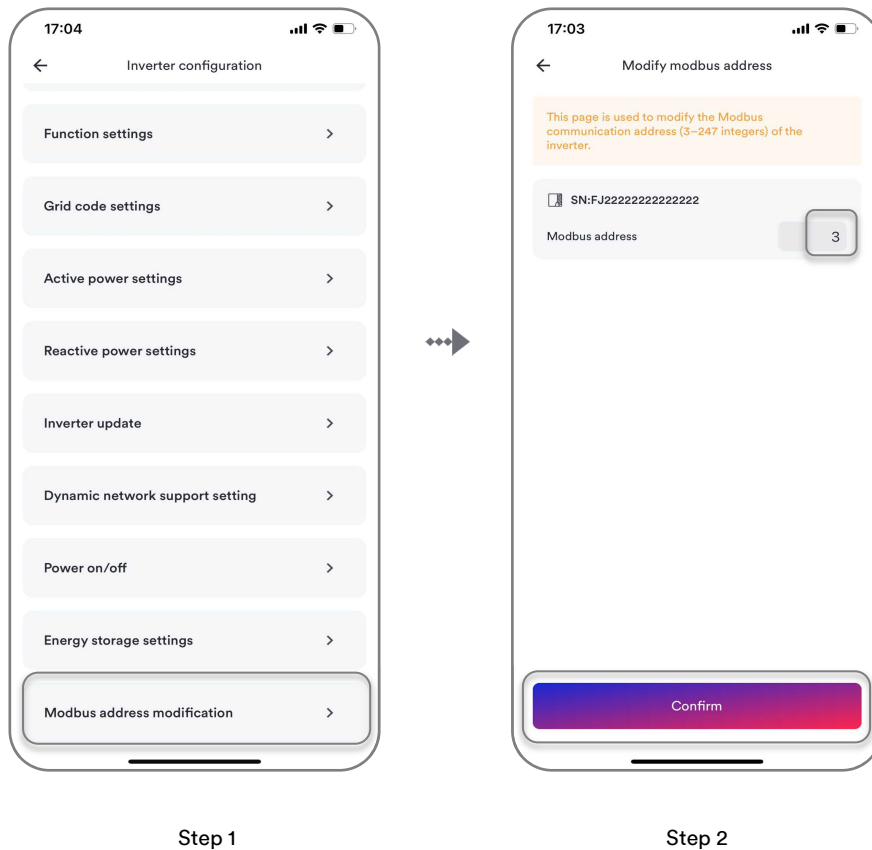 17:04
Inverter configuration
Function settings
Grid code settings
Active power settings
Reactive power settings
Inverter update
Dynamic network support setting
Power on/off
Energy storage settings
Modbus address modification
Step 1
17:03
Modify modbus address
This page is used to modify the Modbus
communication address (3–247 integers) of the
inverter.
SN:FJ22222222222222
Modbus address 3
Confirm
Step 2